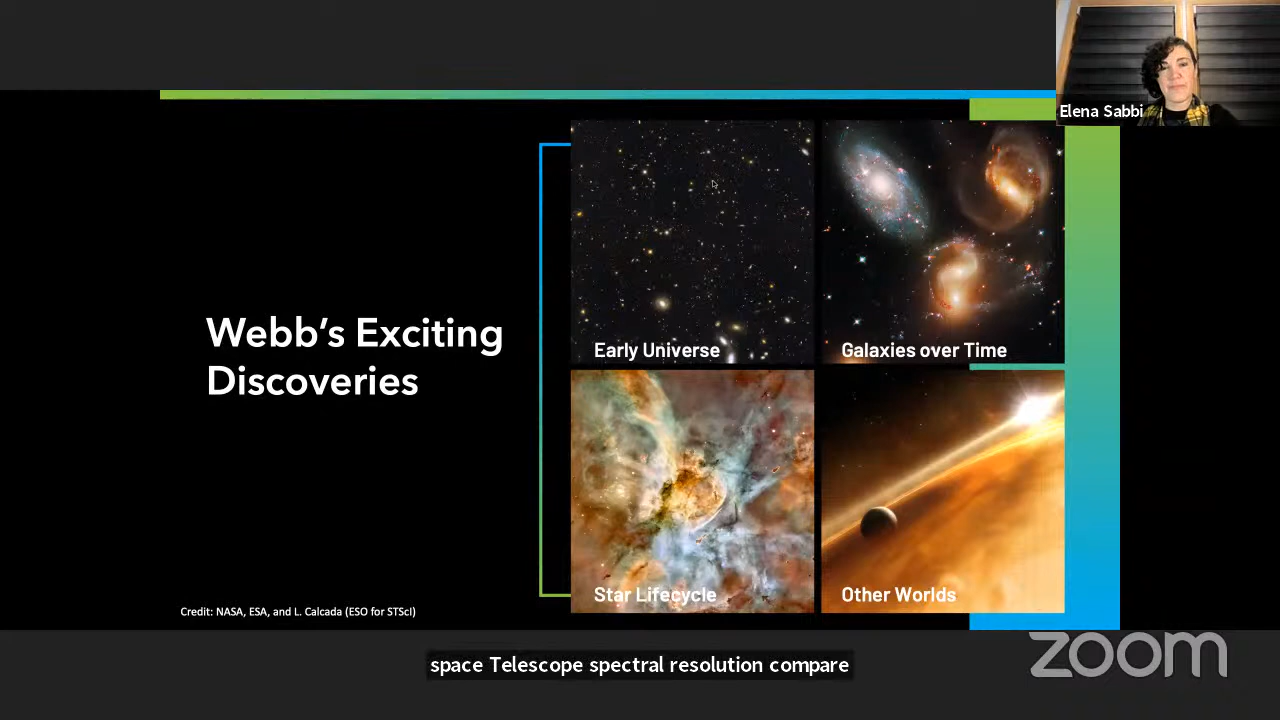 Elena Sabbi
Webb's Exciting
Discoveries
Early Universe
Galaxies over Time
Star Lifecycle
Other Worlds
Credit: NASA, ESA, and L. Calcada (ESO for STScI)
space Telescope spectral resolution compare
zoom